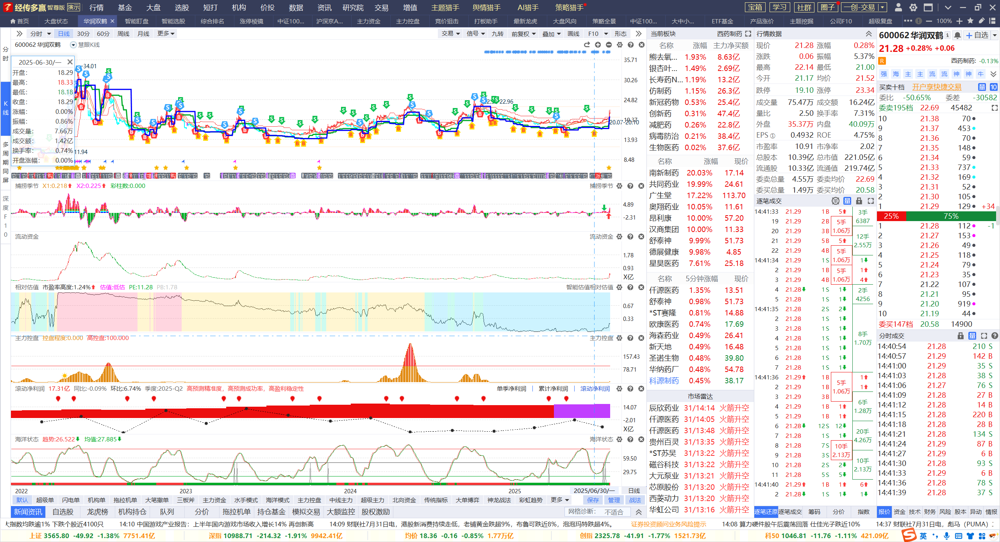 经传多赢 智尊版 演示 行情 基金 大盘 选股 短打 机构 价投 数据 资讯 研究院 交易 增值 主题猎手 舆情猎手 AI猎手 策略猎手 宝箱 学习 社群 圈子 一创-交易
首页 大盘状态 华润双鹤 智能盯盘 智能选股 综合排名 涨停棱镜 中证100... 沪深京A... 主力资金 主力控盘 竞价狙击 打板助手 最新龙虎 大盘风向 策略全景 中证100... 大中小... ETF基金 产品涨价 主题挖掘 公司F10 超级复盘 100%
分时 日线 30分 60分 周线 月线 更多 交易 信号 九转 前复权 叠加 画线 F10 形态
600062 华润双鹤 慧眼K线
分时
K线
多周期同屏
深度F10
2025-06-30/一
开盘: 18.29
最高: 18.33
最低: 18.18
收盘: 18.29
涨幅: 0.00%
振幅: 0.86%
成交量: 7.66万
成交额: 1.42亿
换手率: 0.74%
开盘涨幅: 0.00%
34.01
22.96
20.07-20.10
11.94
35.71
30.26
24.82
19.37
13.93
8.48
捕捞季节 X1:0.218 X2:0.225 彩柱数:0.000 捕捞季节
4.89
-2.31
流动资金 流动资金
1.78
0.93
X亿
相对估值 市盈率高度:1.24% 估值:低估 PE:11.28 PB:1.78 智能估值相对估值
0.67
0.33
主力控盘 控盘程度:0.000 高控盘:100.000 主力控盘
157.43
78.71
滚动净利润 17.31亿 同比:-0.09% 环比:6.74% 季度:2025-Q2 高预测精准度，高预测成功率，高盈利稳定性 单季净利润 累计净利润 滚动净利润
14.07
-2.01
X亿
海洋状态 趋势:26.522 均值:27.885 海洋状态
59.50
29.75
2022 2023 2024 2025 2025/06/30/一 日线
默认 超级单 闪电单 机构单 拖拉机单 大笔撤单 三板斧 主力资金 水手模式 海洋模式 主力控盘 中线主力 超级主力 北向资金 传统指标 大单博弈 神龙战法 彩虹趋势 更多 保存 管理 战法
新闻资讯 自选股 龙虎榜 机构持仓 队列 分价 拖拉机单 持仓基金 模拟交易 大额监控 股权激励 网格诊断: 不适合
当前板块 西药制药
名称 涨幅 主力净买额
熊去氧... 1.93% 8.63亿
银杏叶... 1.49% 2.69亿
长寿药N... 1.19% 13.2亿
仿制药 1.15% 26.3亿
新冠药物 0.53% 25.4亿
创新药 0.31% 47.4亿
减肥药 0.26% 22.8亿
病毒防治 0.21% 38.4亿
生物医药 0.02% 37.6亿
名称 涨幅 现价
南新制药 20.03% 17.14
共同药业 19.99% 24.61
广生堂 17.22% 113.70
奥翔药业 10.05% 11.61
昂利康 10.00% 57.20
汉商集团 10.00% 11.33
舒泰神 9.99% 51.73
德展健康 9.98% 4.85
星昊医药 7.61% 25.18
名称 5分钟涨幅 现价
仟源医药 1.35% 13.51
舒泰神 0.98% 51.73
*ST赛隆 0.81% 14.88
欧康医药 0.74% 17.69
海森药业 0.49% 26.41
新天地 0.49% 16.48
圣诺生物 0.48% 39.80
华纳药厂 0.48% 54.78
科源制药 0.45% 38.17
市场雷达
辰欣药业 31/14:14 火箭升空
仟源医药 31/14:05 火箭升空
仟源医药 31/13:48 火箭升空
贵州百灵 31/13:35 火箭升空
*ST苏吴 31/13:22 火箭升空
磁谷科技 31/13:22 火箭升空
大元泵业 31/13:21 火箭升空
芯原股份 31/13:20 火箭升空
西菱动力 31/13:20 火箭升空
华虹公司 31/13:16 火箭升空
行情数据
现价 21.28 涨幅 0.28%
涨跌 0.06 振幅 5.37%
最高 22.14 最低 21.00
今开 21.17 均价 21.52
跌停 19.10 涨停 23.34
成交量 75.47万 成交额 16.24亿
量比 2.50 换手率 7.31%
外盘 35.37万 内盘 40.09万
EPS① 0.4932 ROE 4.75%
市盈率 10.91 市净率 2.02
总股本 10.39亿 总市值 221.05亿
流通股 10.33亿 流通值 219.74亿
委卖总量 4.55万 委卖均价 22.69
委买总量 1.49万 委买均价 20.58
逐笔成交 单 量
14:41:33 21.29 1 B 5
19 21.29 2 B
20 21.29 3 B
21 21.29 5 B 5
22 21.29 4 B
14:41:34 21.29 1 S 1
2 21.29 1 B 1
3 21.29 4 B 4
4 21.28 1 S 1
5 21.28 1 S 1
14:41:35 21.28 2 S 2
2 21.28 1 S 1
3 21.28 1 S 1
4 21.28 1 S 1
5 21.28 1 S 1
6 21.28 1 S 1
7 21.28 1 S 1
14:41:36 21.29 1 B 1
2 21.29 1 B 1
3 21.29 3 B
4 21.29 1 B 1
5 21.29 1 B 1
6 21.28 12 S 12
7 21.28 1 S 1
8 21.28 7 S
9 21.28 3 S
10 21.28 2 S 2
11 21.28 5 S 5
14:41:40 21.29 1 B 1 6
2 21.28 1 S 1 1
5手 1.06万
5手 1.06万
5手 1.06万
5手 1.06万
10手 2.13万
3手 6387
12手 2.55万
2手 4256
8手 1.70万
6手 1.28万
20手 4.26万
10手 2.13万
逐笔还原 逐笔成交 筹码 分价 指数
600062 华润双鹤 自选
21.28 +0.28% +0.06
R 西药制药: -0.13%
强 海 主 主 流 流 神 神 牛
买卖十档 开户享快捷交易 量 10
委比 -50.65% 委差 -30582
委卖195档 22.69 45482
10 21.38 70
9 21.37 453
8 21.36 70
7 21.35 148
6 21.34 59
5 21.33 737
4 21.32 169
3 21.31 52
2 21.30 105
1 21.29 129 +34
25% 75%
1 21.28 112 -1
2 21.27 153
3 21.26 49
4 21.25 118
5 21.24 79
6 21.23 35
7 21.22 107
8 21.21 95
9 21.20 919
10 21.19 44
委买147档 20.58 14900
分时成交 量
14:40:54 21.28 210 S
14:40:57 21.29 142 B
14:41:00 21.29 35 S
14:41:03 21.28 38 S
14:41:06 21.27 76 S
14:41:09 21.28 27 B
14:41:12 21.28 14 B
14:41:15 21.28 220 B
14:41:18 21.28 28 B
14:41:21 21.28 134 S
14:41:24 21.29 87 B
14:41:27 21.29 6 B
14:41:30 21.28 93 S
14:41:33 21.29 6 B
14:41:36 21.28 78 S
14:41:39 21.28 37 S
报价 资金 技术 财务 风险 股本 异动 情报
大指数均跌逾1% 下跌个股近4100只 14:10 中国游戏产业报告：上半年国内游戏市场收入增长14% 再创新高 14:09 财联社7月31日电，港股新消费持续走低，老铺黄金跌超9%，布鲁可跌近8%，泡泡玛特跌超4%。 证券投资顾问业务风险提示 14:08 算力硬件股午后震荡回落 仕佳光子跌近10% 14:37 财联社7月31日电，彪马（PUMA）
上证 3565.80 -49.92 -1.38% 7751.41亿 深指 10988.71 -214.32 -1.91% 9942.41亿 均价 18.36 -0.16 -0.85% 1.77万亿 创指 2325.78 -41.91 -1.77% 1521.73亿 科50 1046.81 -11.76 -1.11% 421.09亿 英